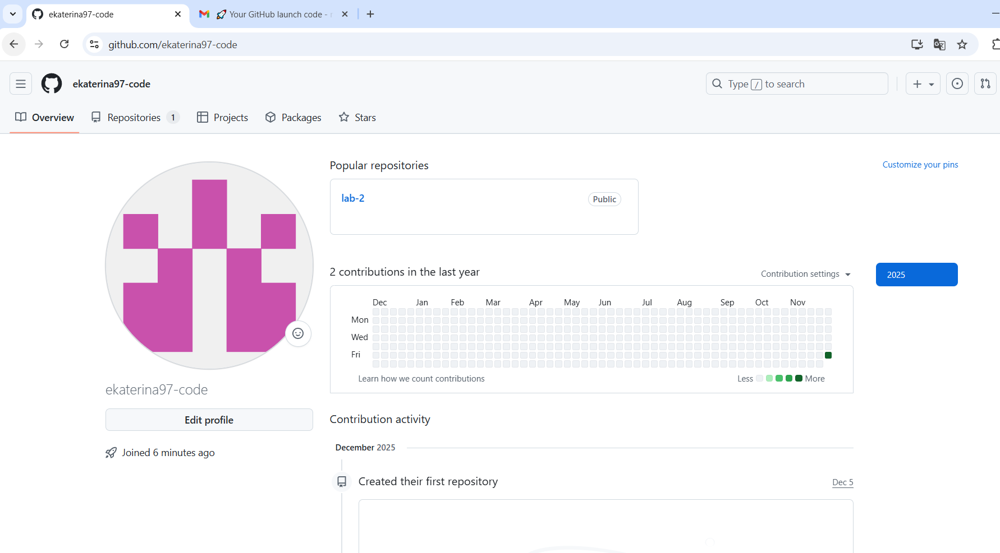 ekaterina97-code
Your GitHub launch code -
github.com/ekaterina97-code
ekaterina97-code
Type / to search
Overview
Repositories 1
Projects
Packages
Stars
Popular repositories
Customize your pins
lab-2
Public
2 contributions in the last year
Contribution settings
2025
Dec Jan Feb Mar Apr May Jun Jul Aug Sep Oct Nov
Mon
Wed
Fri
Learn how we count contributions
Less More
ekaterina97-code
Edit profile
Joined 6 minutes ago
Contribution activity
December 2025
Created their first repository
Dec 5